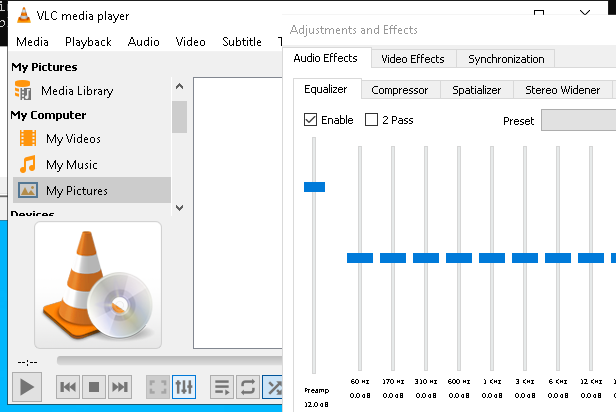 VLC media player
Media Playback Audio Video Subtitle
My Pictures
Media Library
My Computer
My Videos
My Music
My Pictures
Devices
--:--
Adjustments and Effects
Audio Effects Video Effects Synchronization
Equalizer Compressor Spatializer Stereo Widener
Enable 2 Pass Preset
60 Hz 170 Hz 310 Hz 600 Hz 1 KHz 3 KHz 6 KHz 12 KHz
Preamp 0.0 dB 0.0 dB 0.0 dB 0.0 dB 0.0 dB 0.0 dB 0.0 dB 0.0 dB
12.0 dB